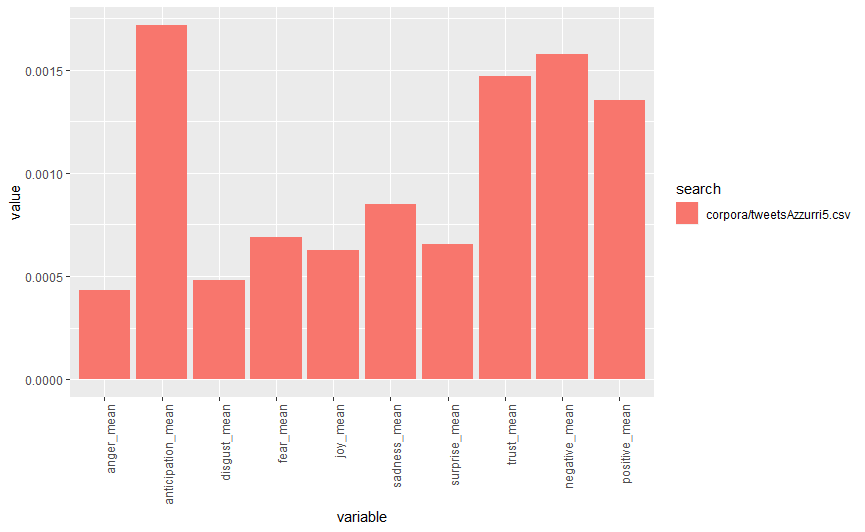 value
0.0015
0.0010
0.0005
0.0000
anger_mean
anticipation_mean
disgust_mean
fear_mean
joy_mean
sadness_mean
surprise_mean
trust_mean
negative_mean
positive_mean
variable
search
corpora/tweetsAzzurri5.csv